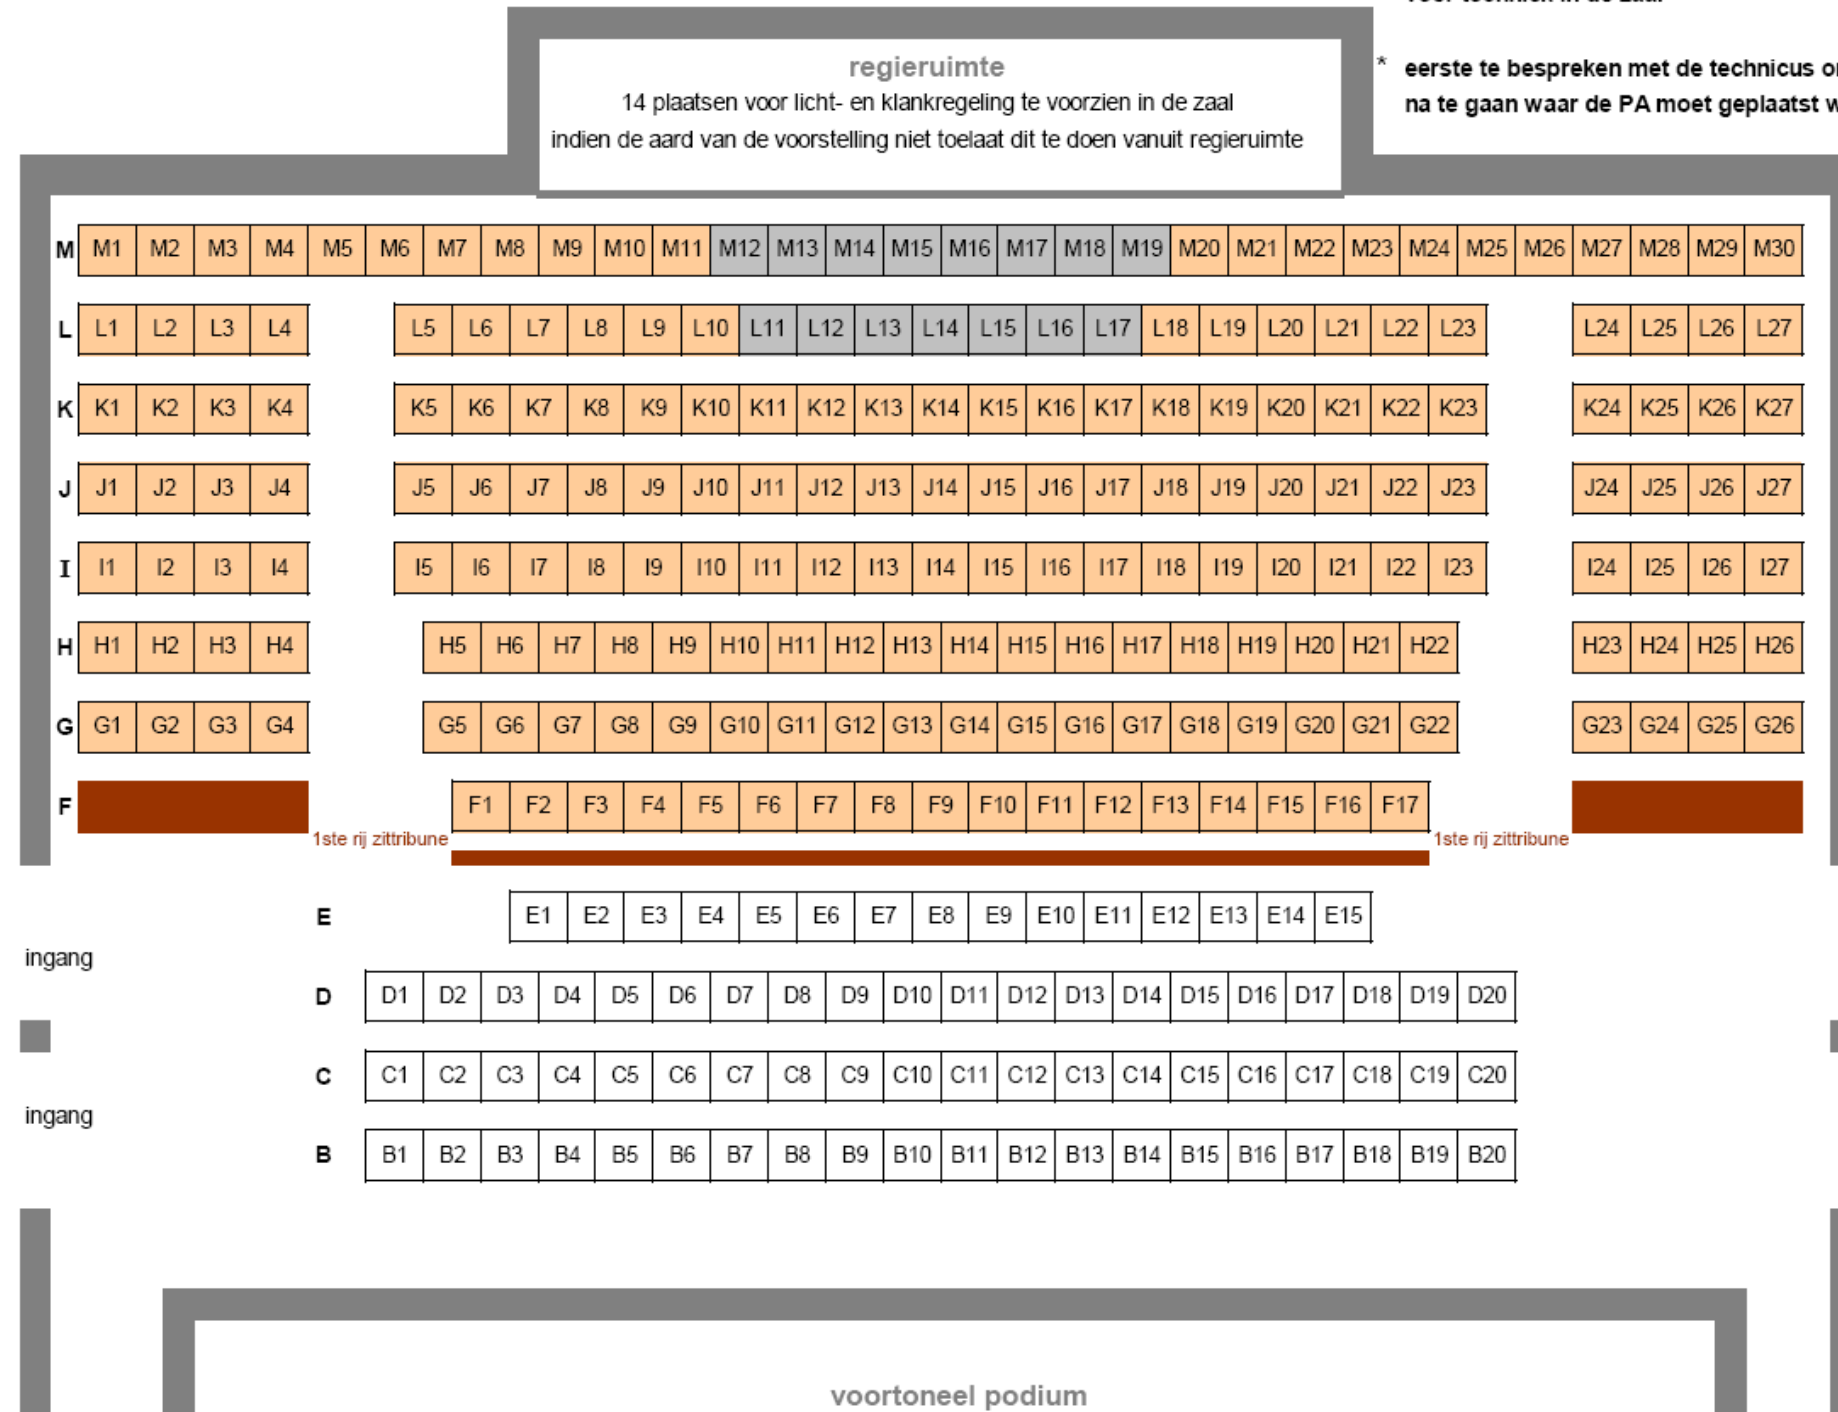 regieruimte
14 plaatsen voor licht- en klankregeling te voorzien in de zaal
indien de aard van de voorstelling niet toelaat dit te doen vanuit regieruimte
* eerste te bespreken met de technicus
na te gaan waar de PA moet geplaatst
M M1 M2 M3 M4 M5 M6 M7 M8 M9 M10 M11 M12 M13 M14 M15 M16 M17 M18 M19 M20 M21 M22 M23 M24 M25 M26 M27 M28 M29 M30
L L1 L2 L3 L4 L5 L6 L7 L8 L9 L10 L11 L12 L13 L14 L15 L16 L17 L18 L19 L20 L21 L22 L23 L24 L25 L26 L27
K K1 K2 K3 K4 K5 K6 K7 K8 K9 K10 K11 K12 K13 K14 K15 K16 K17 K18 K19 K20 K21 K22 K23 K24 K25 K26 K27
J J1 J2 J3 J4 J5 J6 J7 J8 J9 J10 J11 J12 J13 J14 J15 J16 J17 J18 J19 J20 J21 J22 J23 J24 J25 J26 J27
I I1 I2 I3 I4 I5 I6 I7 I8 I9 I10 I11 I12 I13 I14 I15 I16 I17 I18 I19 I20 I21 I22 I23 I24 I25 I26 I27
H H1 H2 H3 H4 H5 H6 H7 H8 H9 H10 H11 H12 H13 H14 H15 H16 H17 H18 H19 H20 H21 H22 H23 H24 H25 H26
G G1 G2 G3 G4 G5 G6 G7 G8 G9 G10 G11 G12 G13 G14 G15 G16 G17 G18 G19 G20 G21 G22 G23 G24 G25 G26
F F1 F2 F3 F4 F5 F6 F7 F8 F9 F10 F11 F12 F13 F14 F15 F16 F17
1ste rij zittribune 1ste rij zittribune
E E1 E2 E3 E4 E5 E6 E7 E8 E9 E10 E11 E12 E13 E14 E15
ingang
D D1 D2 D3 D4 D5 D6 D7 D8 D9 D10 D11 D12 D13 D14 D15 D16 D17 D18 D19 D20
C C1 C2 C3 C4 C5 C6 C7 C8 C9 C10 C11 C12 C13 C14 C15 C16 C17 C18 C19 C20
ingang
B B1 B2 B3 B4 B5 B6 B7 B8 B9 B10 B11 B12 B13 B14 B15 B16 B17 B18 B19 B20
voortoneel podium